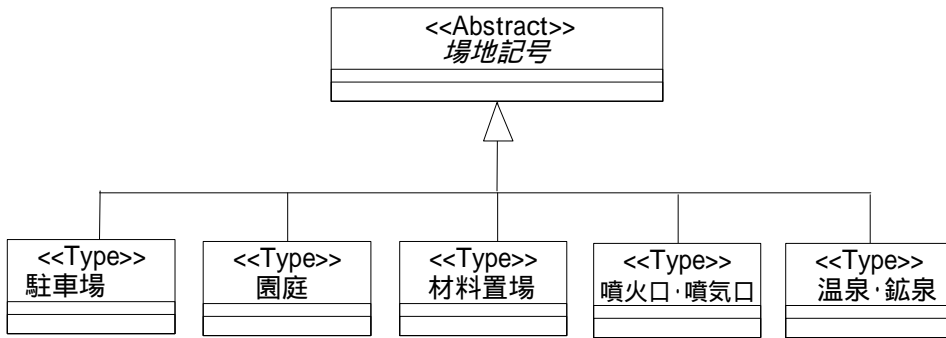 <<Abstract>>
場地記号
<<Type>>
駐車場
<<Type>>
園庭
<<Type>>
材料置場
<<Type>>
噴火口·噴気口
<<Type>>
温泉·鉱泉